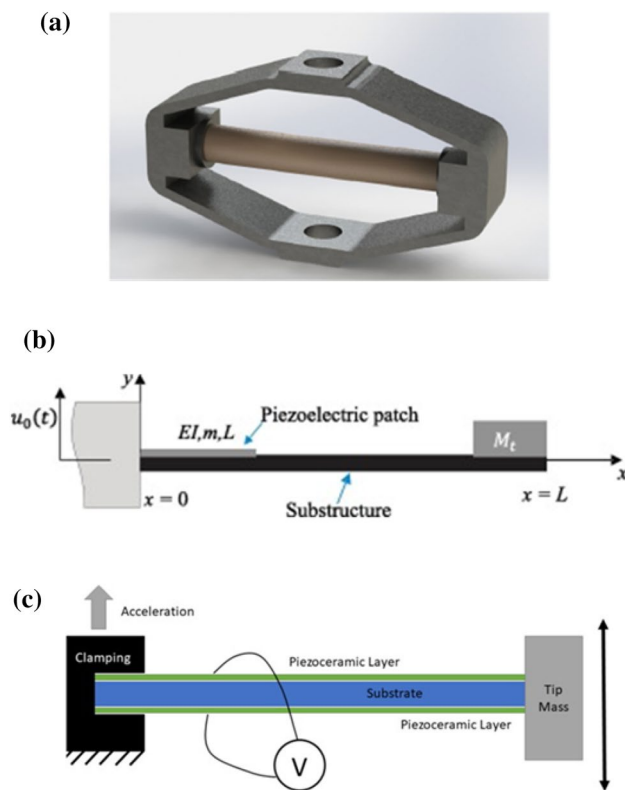 (a)
(b)
y
u₀(t)
EI,m,L
Piezoelectric patch
Mₜ
x = 0
Substructure
x = L
x
(c)
Acceleration
Clamping
Piezoceramic Layer
Substrate
Tip
Mass
Piezoceramic Layer
V